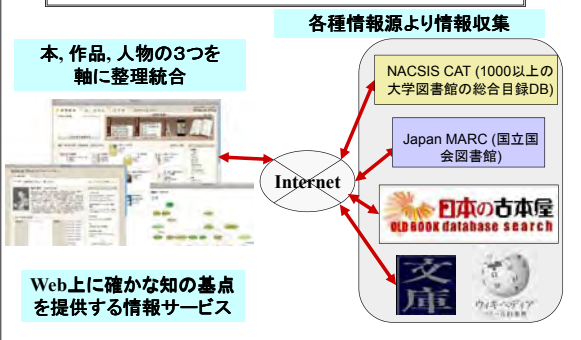 各種情報源より情報収集
本, 作品, 人物の3つを
軸に整理統合
NACSIS CAT (1000以上の
大学図書館の総合目録DB)
Japan MARC (国立国
会図書館)
Internet
日本の古本屋
OLD BOOK database search
文
庫
ウィキペディア
Web上に確かな知の基点
を提供する情報サービス